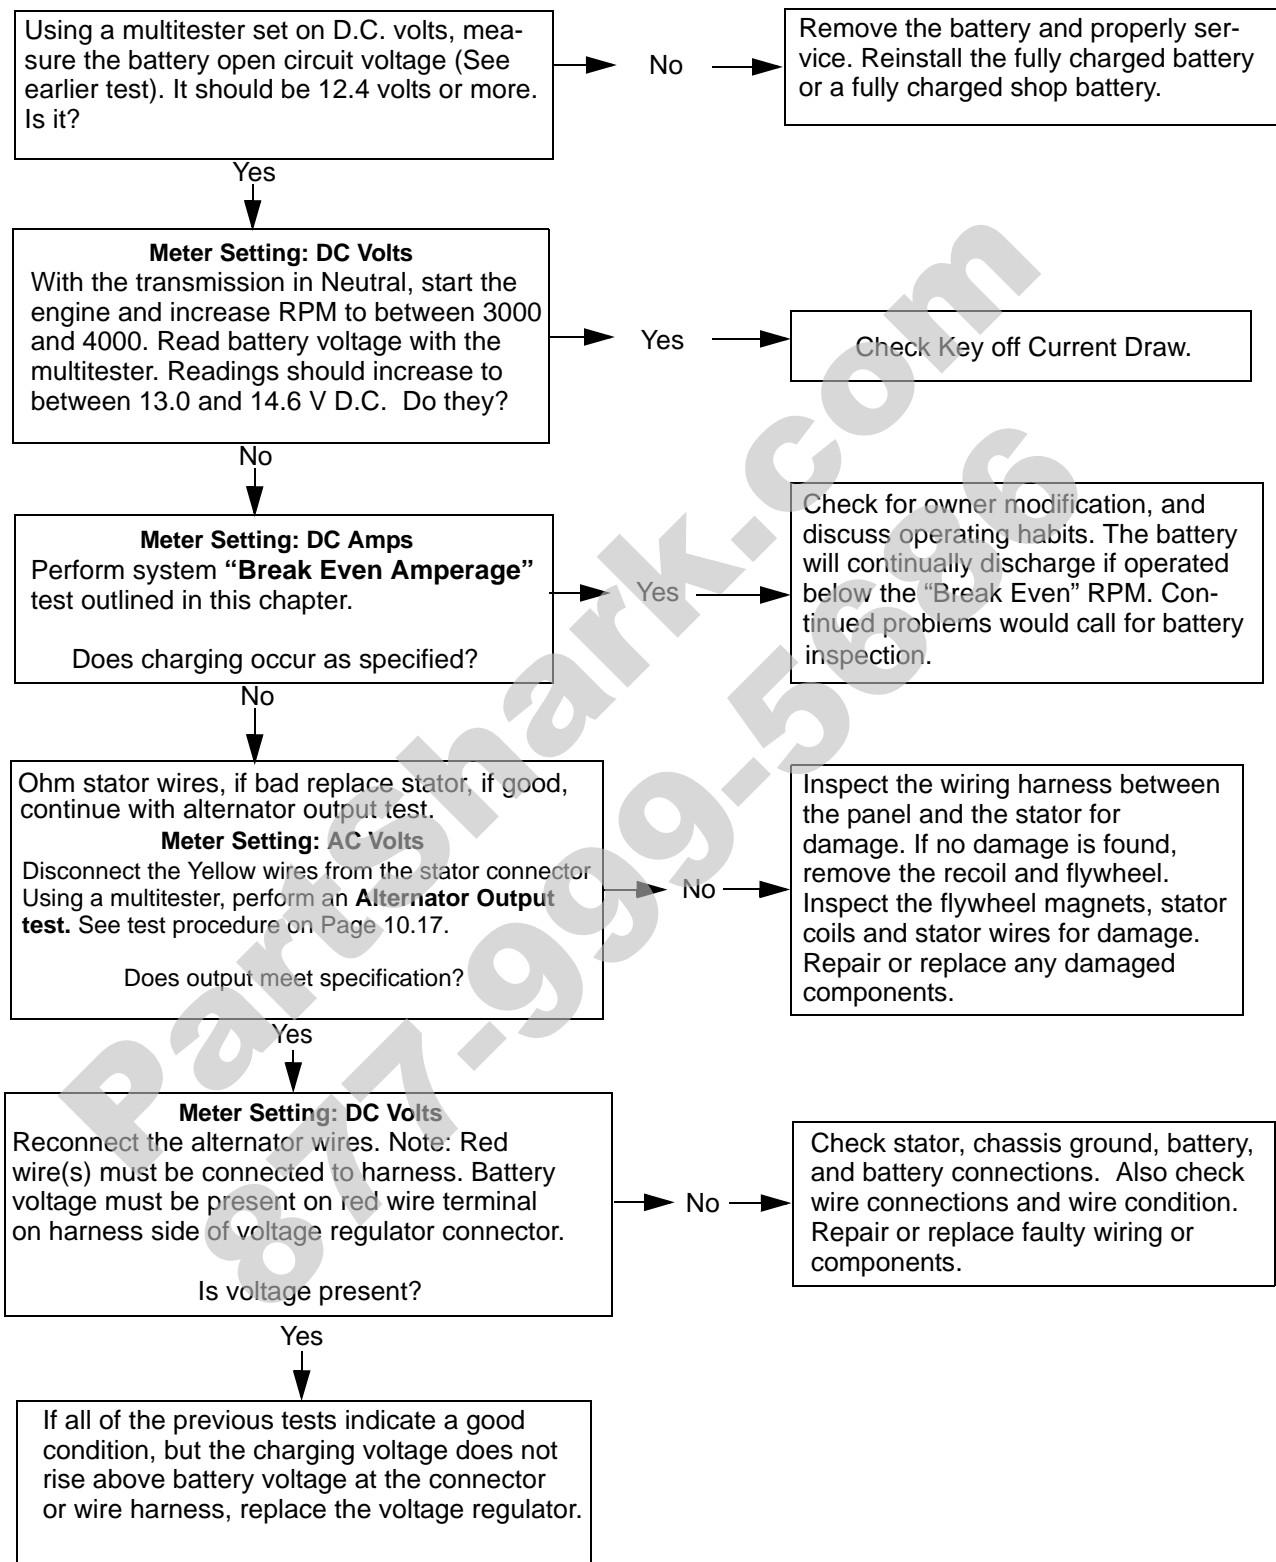 Using a multitester set on D.C. volts, mea-
sure the battery open circuit voltage (See
earlier test). It should be 12.4 volts or more.
Is it?
No
Remove the battery and properly ser-
vice. Reinstall the fully charged battery
or a fully charged shop battery.
Yes
Meter Setting: DC Volts
With the transmission in Neutral, start the
engine and increase RPM to between 3000
and 4000. Read battery voltage with the
multitester. Readings should increase to
between 13.0 and 14.6 V D.C.  Do they?
Yes
Check Key off Current Draw.
No
Meter Setting: DC Amps
Perform system “Break Even Amperage”
test outlined in this chapter.
Does charging occur as specified?
Yes
Check for owner modification, and
discuss operating habits. The battery
will continually discharge if operated
below the “Break Even” RPM. Con-
tinued problems would call for battery
inspection.
No
Ohm stator wires, if bad replace stator, if good,
continue with alternator output test.
Meter Setting: AC Volts
Disconnect the Yellow wires from the stator connector
Using a multitester, perform an Alternator Output
test. See test procedure on Page 10.17.
Does output meet specification?
No
Inspect the wiring harness between
the panel and the stator for
damage. If no damage is found,
remove the recoil and flywheel.
Inspect the flywheel magnets, stator
coils and stator wires for damage.
Repair or replace any damaged
components.
Yes
Meter Setting: DC Volts
Reconnect the alternator wires. Note: Red
wire(s) must be connected to harness. Battery
voltage must be present on red wire terminal
on harness side of voltage regulator connector.
Is voltage present?
No
Check stator, chassis ground, battery,
and battery connections.  Also check
wire connections and wire condition.
Repair or replace faulty wiring or
components.
Yes
If all of the previous tests indicate a good
condition, but the charging voltage does not
rise above battery voltage at the connector
or wire harness, replace the voltage regulator.
PartShark.com
877-999-5686